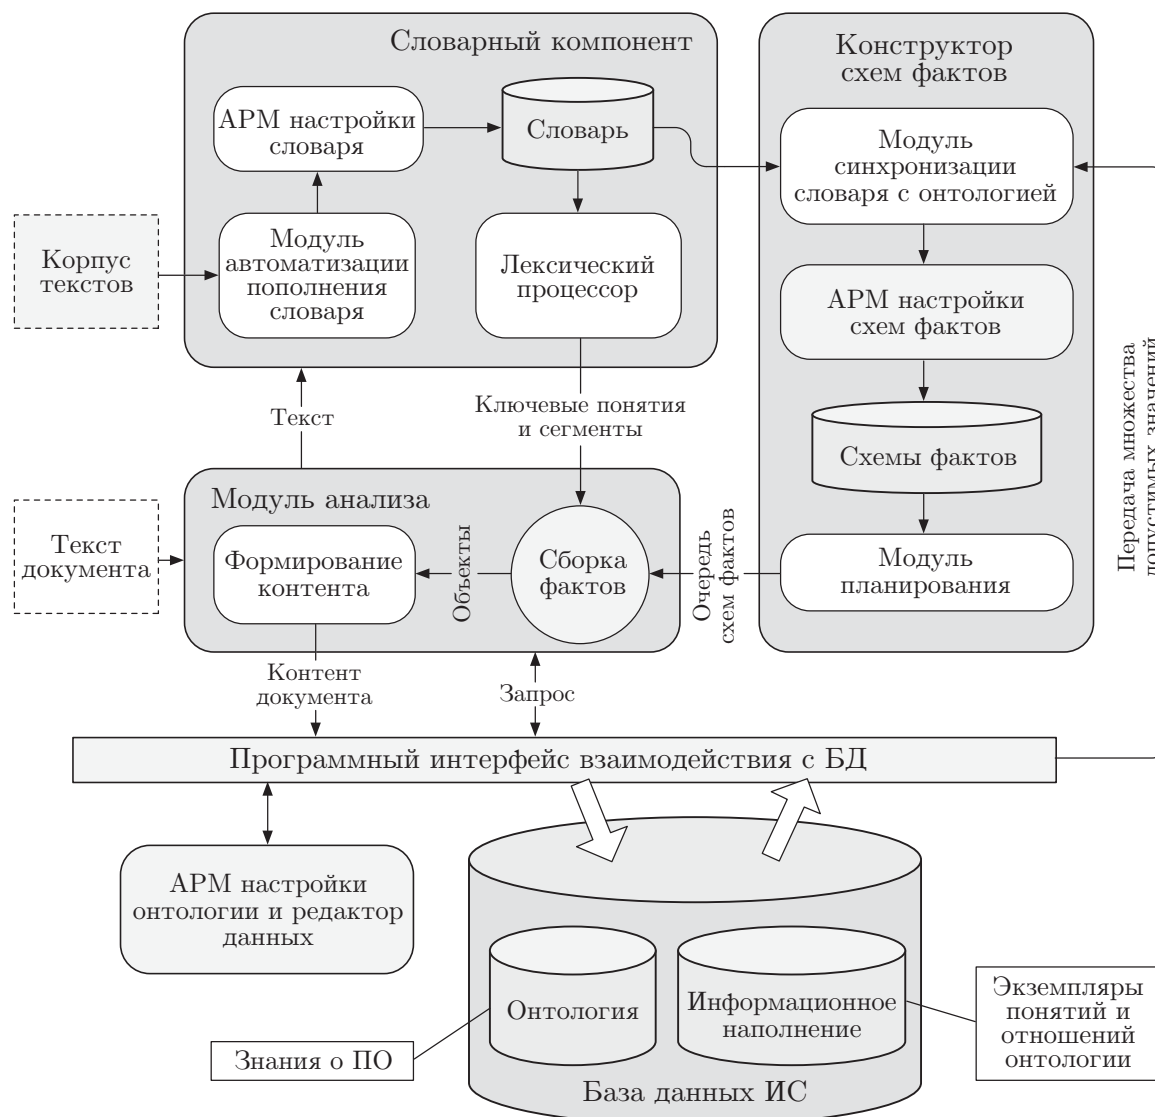 Словарный компонент
АРМ настройки
словаря
Словарь
Корпус
текстов
Модуль
автоматизации
пополнения
словаря
Лексический
процессор
Конструктор
схем фактов
Модуль
синхронизации
словаря с онтологией
АРМ настройки
схем фактов
Схемы фактов
Модуль
планирования
Передача множества
допустимых значений
Текст
Ключевые понятия
и сегменты
Модуль анализа
Текст
документа
Формирование
контента
Объекты
Сборка
фактов
Очередь
схем фактов
Контент
документа
Запрос
Программный интерфейс взаимодействия с БД
АРМ настройки
онтологии и редактор
данных
Онтология
Информационное
наполнение
База данных ИС
Знания о ПО
Экземпляры
понятий и
отношений
онтологии